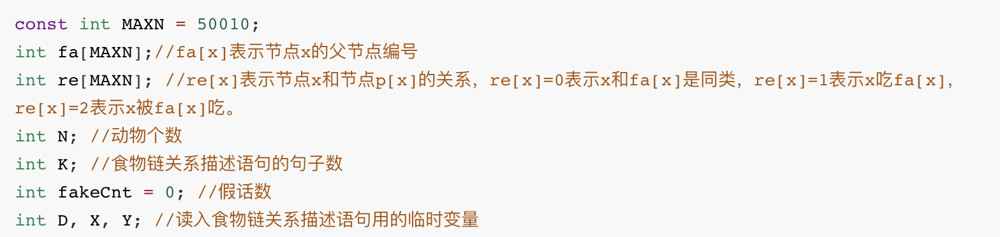 const int MAXN = 50010;
int fa[MAXN];//fa[x]表示节点x的父节点编号
int re[MAXN]; //re[x]表示节点x和节点p[x]的关系，re[x]=0表示x和fa[x]是同类，re[x]=1表示x吃fa[x]，
re[x]=2表示x被fa[x]吃。
int N; //动物个数
int K; //食物链关系描述语句的句子数
int fakeCnt = 0; //假话数
int D, X, Y; //读入食物链关系描述语句用的临时变量